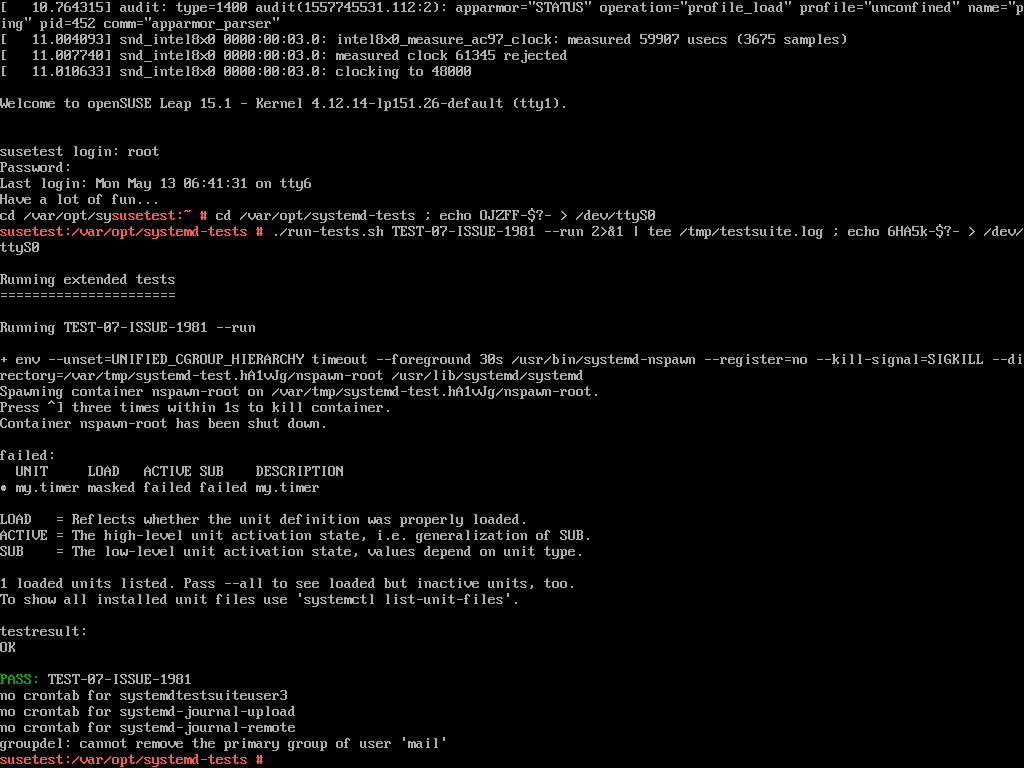 [   10.764315] audit: type=1400 audit(1557745531.112:2): apparmor="STATUS" operation="profile_load" profile="unconfined" name="p
ing" pid=452 comm="apparmor_parser"
[   11.004093] snd_intel8x0 0000:00:03.0: intel8x0_measure_ac97_clock: measured 59907 usecs (3675 samples)
[   11.007740] snd_intel8x0 0000:00:03.0: measured clock 61345 rejected
[   11.010633] snd_intel8x0 0000:00:03.0: clocking to 48000
Welcome to openSUSE Leap 15.1 - Kernel 4.12.14-lp151.26-default (tty1).
susetest login: root
Password:
Last login: Mon May 13 06:41:31 on tty6
Have a lot of fun...
cd /var/opt/sysusetest:~ # cd /var/opt/systemd-tests ; echo OJZFF-$?- > /dev/ttyS0
susetest:/var/opt/systemd-tests # ./run-tests.sh TEST-07-ISSUE-1981 --run 2>&1 | tee /tmp/testsuite.log ; echo 6HA5k-$?- > /dev/
ttyS0
Running extended tests
======================
Running TEST-07-ISSUE-1981 --run
+ env --unset=UNIFIED_CGROUP_HIERARCHY timeout --foreground 30s /usr/bin/systemd-nspawn --register=no --kill-signal=SIGKILL --di
rectory=/var/tmp/systemd-test.hA1vJg/nspawn-root /usr/lib/systemd/systemd
Spawning container nspawn-root on /var/tmp/systemd-test.hA1vJg/nspawn-root.
Press ^] three times within 1s to kill container.
Container nspawn-root has been shut down.
failed:
  UNIT     LOAD   ACTIVE SUB    DESCRIPTION
• my.timer masked failed failed my.timer
LOAD   = Reflects whether the unit definition was properly loaded.
ACTIVE = The high-level unit activation state, i.e. generalization of SUB.
SUB    = The low-level unit activation state, values depend on unit type.
1 loaded units listed. Pass --all to see loaded but inactive units, too.
To show all installed unit files use 'systemctl list-unit-files'.
testresult:
OK
PASS: TEST-07-ISSUE-1981
no crontab for systemdtestsuiteuser3
no crontab for systemd-journal-upload
no crontab for systemd-journal-remote
groupdel: cannot remove the primary group of user 'mail'
susetest:/var/opt/systemd-tests #